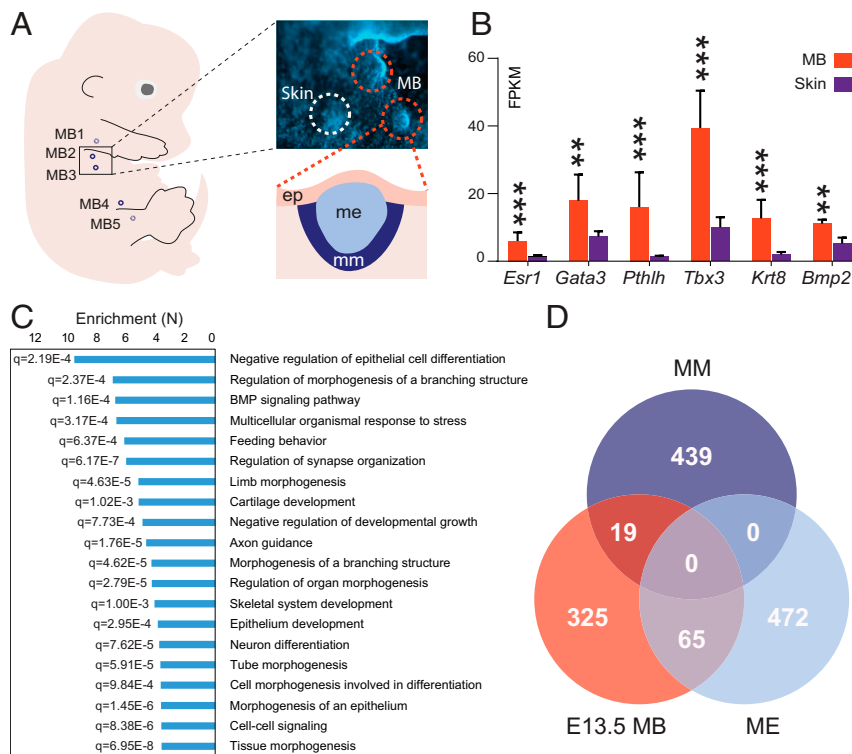 A
MB1
MB2
MB3
MB4
MB5
Skin
MB
ep
me
mm
B
FPKM
60
40
20
0
***
**
***
***
***
**
MB
Skin
Esr1 Gata3 Pthlh Tbx3 Krt8 Bmp2
C
Enrichment (N)
12 10 8 6 4 2 0
q=2.19E-4 Negative regulation of epithelial cell differentiation
q=2.37E-4 Regulation of morphogenesis of a branching structure
q=1.16E-4 BMP signaling pathway
q=3.17E-4 Multicellular organismal response to stress
q=6.37E-4 Feeding behavior
q=6.17E-7 Regulation of synapse organization
q=4.63E-5 Limb morphogenesis
q=1.02E-3 Cartilage development
q=7.73E-4 Negative regulation of developmental growth
q=1.76E-5 Axon guidance
q=4.62E-5 Morphogenesis of a branching structure
q=2.79E-5 Regulation of organ morphogenesis
q=1.00E-3 Skeletal system development
q=2.95E-4 Epithelium development
q=7.62E-5 Neuron differentiation
q=5.91E-5 Tube morphogenesis
q=9.84E-4 Cell morphogenesis involved in differentiation
q=1.45E-6 Morphogenesis of an epithelium
q=8.38E-6 Cell-cell signaling
q=6.95E-8 Tissue morphogenesis
D
MM
439
19
0
0
325
65
472
E13.5 MB
ME